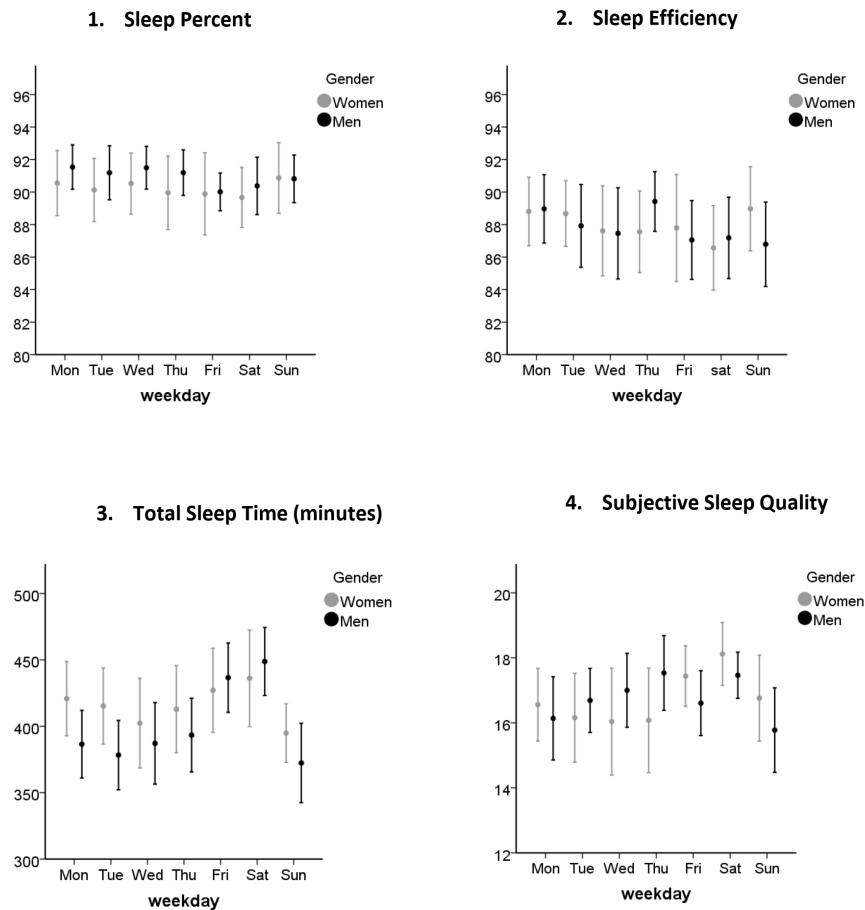 1. Sleep Percent
Gender
Women
Men
96
94
92
90
88
86
84
82
80
Mon Tue Wed Thu Fri Sat Sun
weekday
2. Sleep Efficiency
Gender
Women
Men
96
94
92
90
88
86
84
82
80
Mon Tue Wed Thu Fri sat Sun
weekday
3. Total Sleep Time (minutes)
Gender
Women
Men
500
450
400
350
300
Mon Tue Wed Thu Fri Sat Sun
weekday
4. Subjective Sleep Quality
Gender
Women
Men
20
18
16
14
12
Mon Tue Wed Thu Fri Sat Sun
weekday